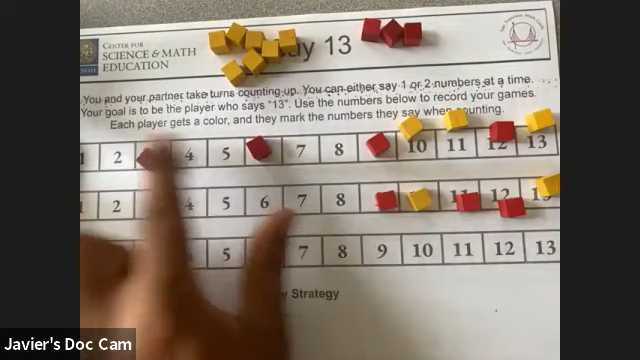 CENTER FOR
SCIENCE & MATH
EDUCATION
13
You and your partner take turns counting up. You can either say 1 or 2 numbers at a time.
Your goal is to be the player who says "13". Use the numbers below to record your games.
Each player gets a color, and they mark the numbers they say when counting.
2 4 5 7 8 10 11 12 13
2 4 5 6 7 8 11 12
5 7 8 9 10 11 12 13
Strategy
Javier's Doc Cam